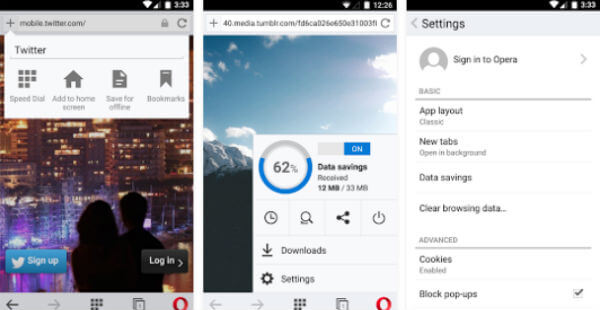 3:33
mobile.twitter.com/
Twitter
Speed Dial
Add to home
screen
Save for
offline
Bookmarks
Sign up
Log in
12:26
40.media.tumblr.com/fd6ca026e650e31003fl
62%
ON
Data savings
Received
12 MB / 33 MB
Downloads
Settings
3:33
Settings
Sign in to Opera
BASIC
App layout
Classic
New tabs
Open in background
Data savings
Clear browsing data...
ADVANCED
Cookies
Enabled
Block pop-ups